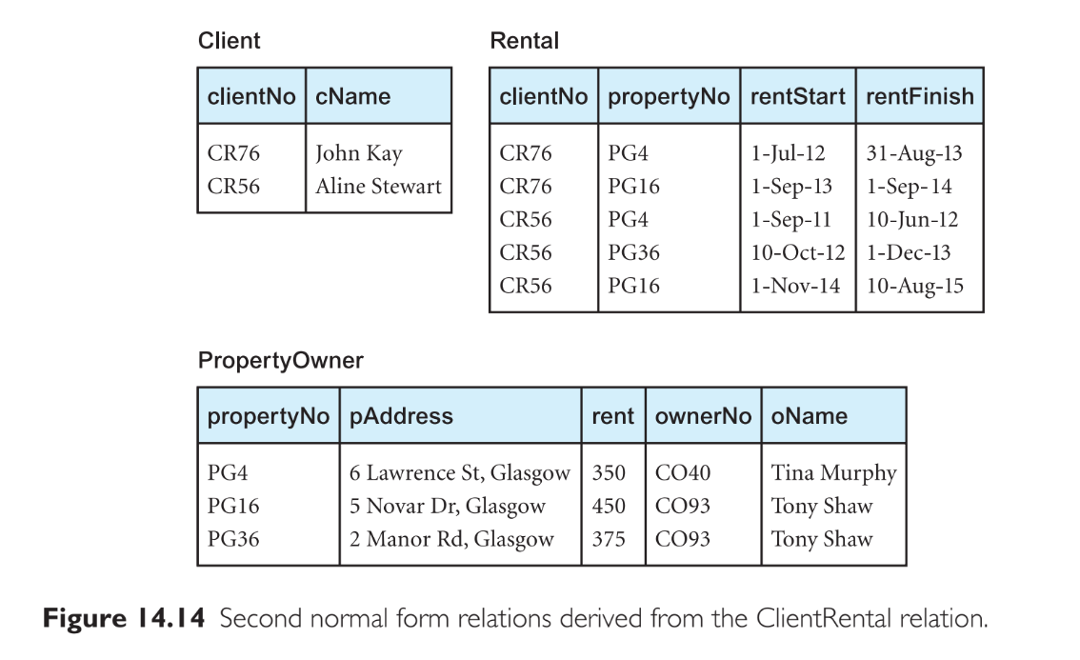 Client
clientNo cName
CR76 John Kay
CR56 Aline Stewart
Rental
clientNo propertyNo rentStart rentFinish
CR76 PG4 1-Jul-12 31-Aug-13
CR76 PG16 1-Sep-13 1-Sep-14
CR56 PG4 1-Sep-11 10-Jun-12
CR56 PG36 10-Oct-12 1-Dec-13
CR56 PG16 1-Nov-14 10-Aug-15
PropertyOwner
propertyNo pAddress rent ownerNo oName
PG4 6 Lawrence St, Glasgow 350 CO40 Tina Murphy
PG16 5 Novar Dr, Glasgow 450 CO93 Tony Shaw
PG36 2 Manor Rd, Glasgow 375 CO93 Tony Shaw
Figure 14.14 Second normal form relations derived from the ClientRental relation.